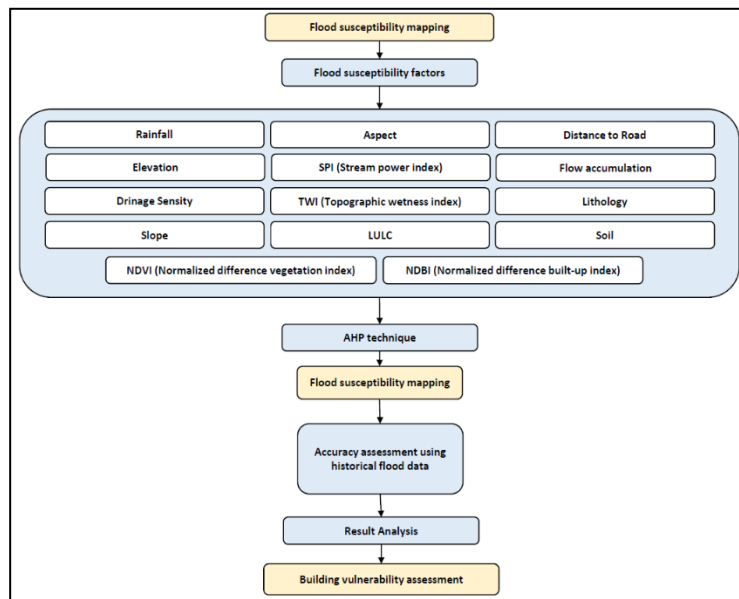 Flood susceptibility mapping
Flood susceptibility factors
Rainfall
Aspect
Distance to Road
Elevation
SPI (Stream power index)
Flow accumulation
Drinage Sensity
TWI (Topographic wetness index)
Lithology
Slope
LULC
Soil
NDVI (Normalized difference vegetation index)
NDBI (Normalized difference built-up index)
AHP technique
Flood susceptibility mapping
Accuracy assessment using
historical flood data
Result Analysis
Building vulnerability assessment